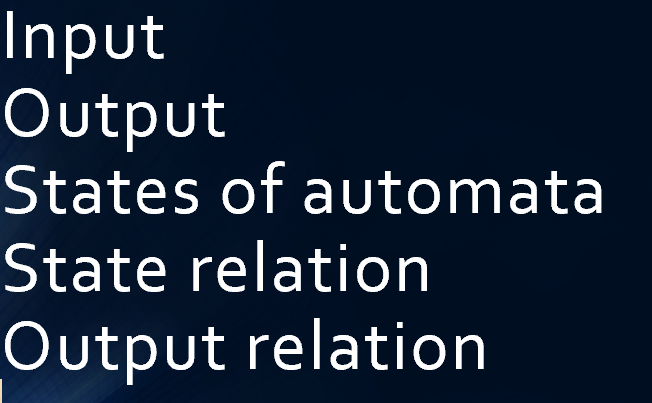 Input
Output
States of automata
State relation
Output relation